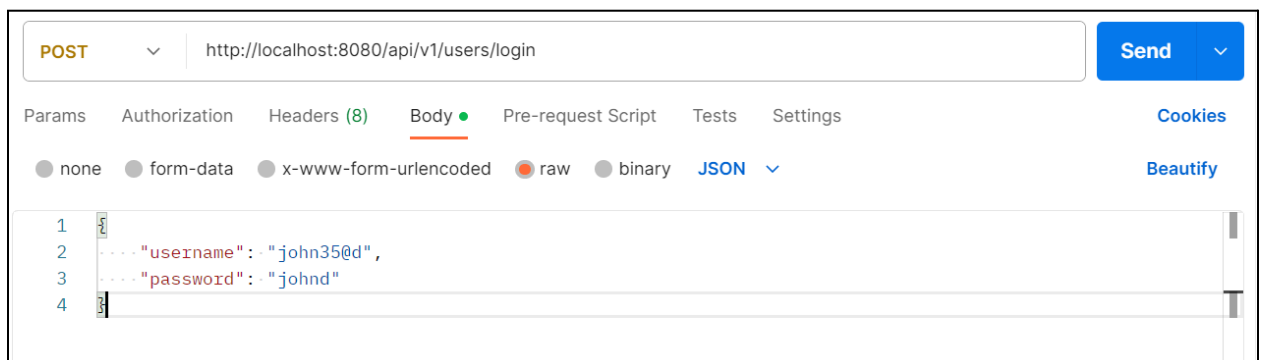 POST http://localhost:8080/api/v1/users/login Send
Params Authorization Headers (8) Body Pre-request Script Tests Settings Cookies
none form-data x-www-form-urlencoded raw binary JSON Beautify
1 {
2 "username": "john35@d",
3 "password": "johnd"
4 }